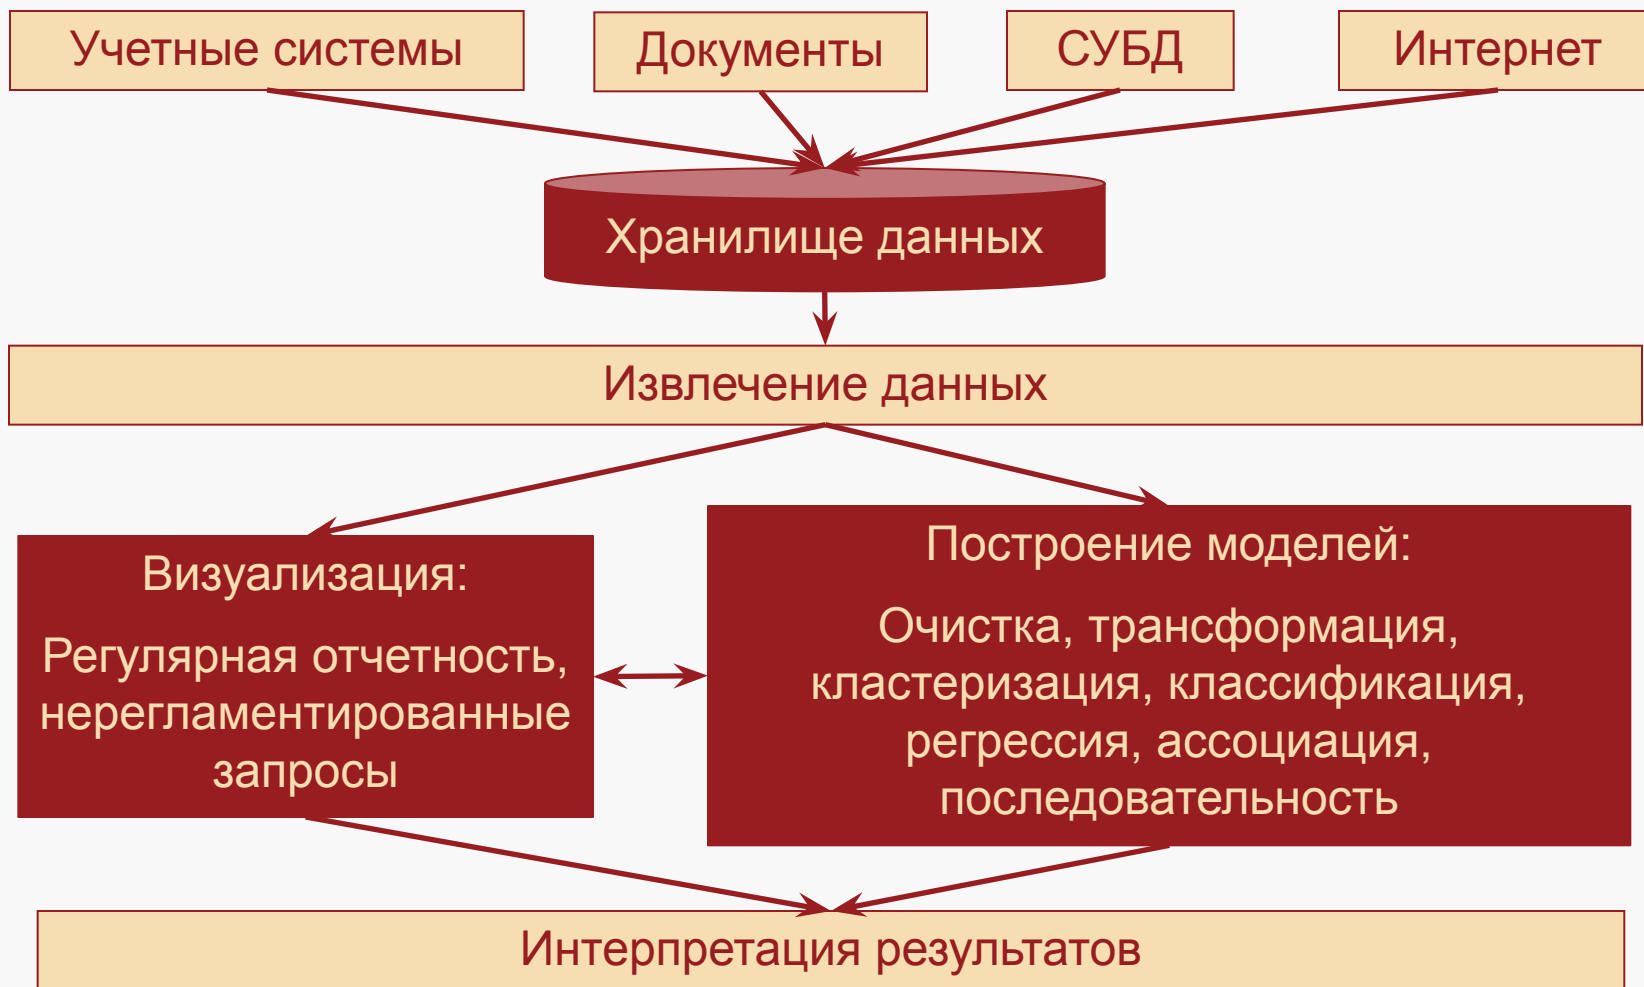 Учетные системы
Документы
СУБД
Интернет
Хранилище данных
Извлечение данных
Визуализация:
Регулярная отчетность,
нерегламентированные
запросы
Построение моделей:
Очистка, трансформация,
кластеризация, классификация,
регрессия, ассоциация,
последовательность
Интерпретация результатов